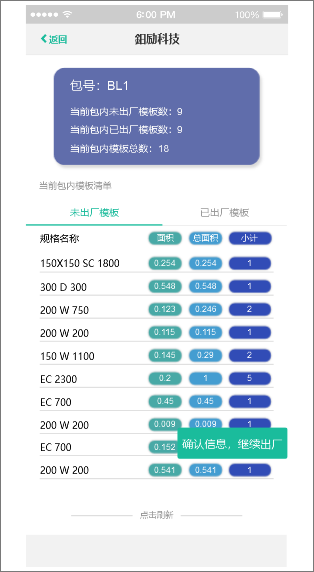 6:00 PM 100%
返回 鉬励科技
包号：BL1
当前包内未出厂模板数：9
当前包内已出厂模板数：9
当前包内模板总数：18
当前包内模板清单
未出厂模板 已出厂模板
规格名称 面积 总面积 小计
150X150 SC 1800 0.254 0.254 1
300 D 300 0.548 0.548 1
200 W 750 0.123 0.246 2
200 W 200 0.115 0.115 1
150 W 1100 0.145 0.29 2
EC 2300 0.2 1 5
EC 700 0.45 0.45 1
200 W 200 0.009 0.009 1
EC 700 0.152
确认信息，继续出厂
200 W 200 0.541 0.541 1
点击刷新